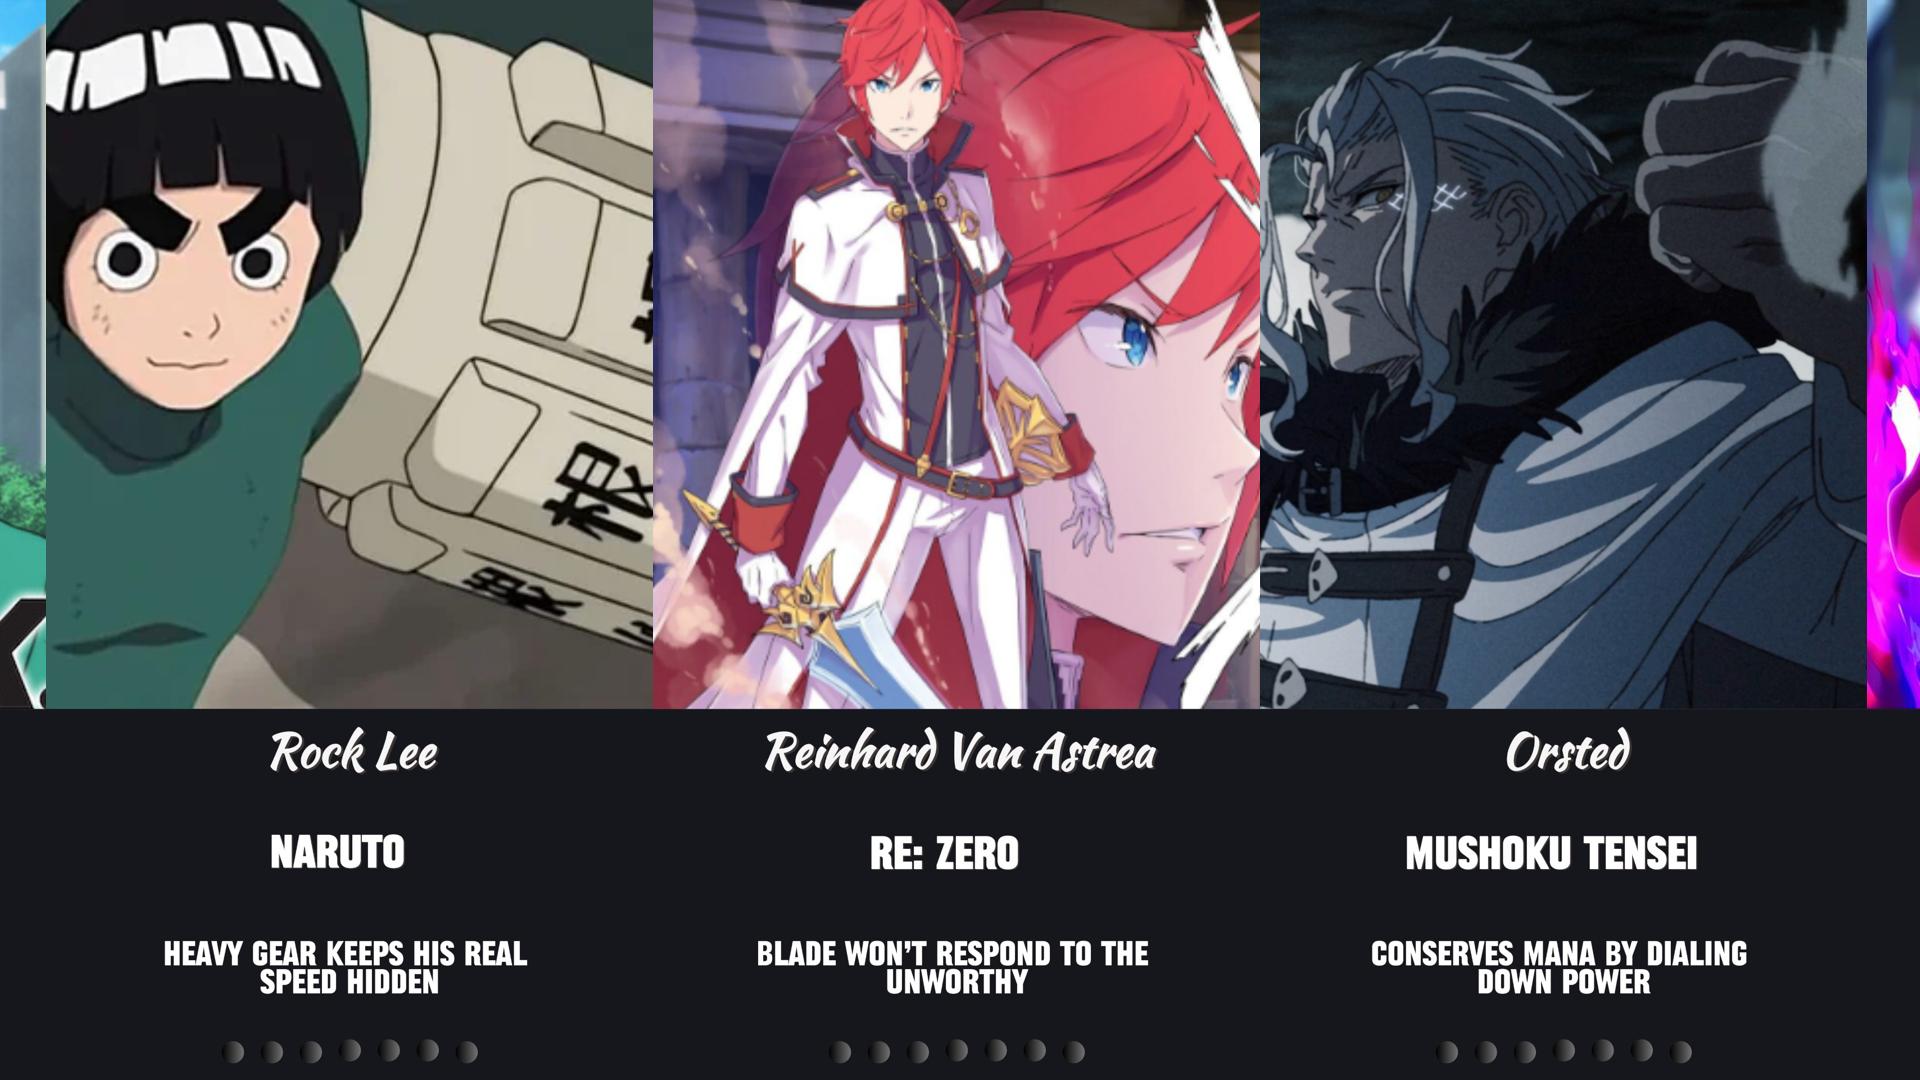 根
Rock Lee
NARUTO
HEAVY GEAR KEEPS HIS REAL
SPEED HIDDEN
Reinhard Van Astrea
RE: ZERO
BLADE WON'T RESPOND TO THE
UNWORTHY
Orsted
MUSHOKU TENSEI
CONSERVES MANA BY DIALING
DOWN POWER